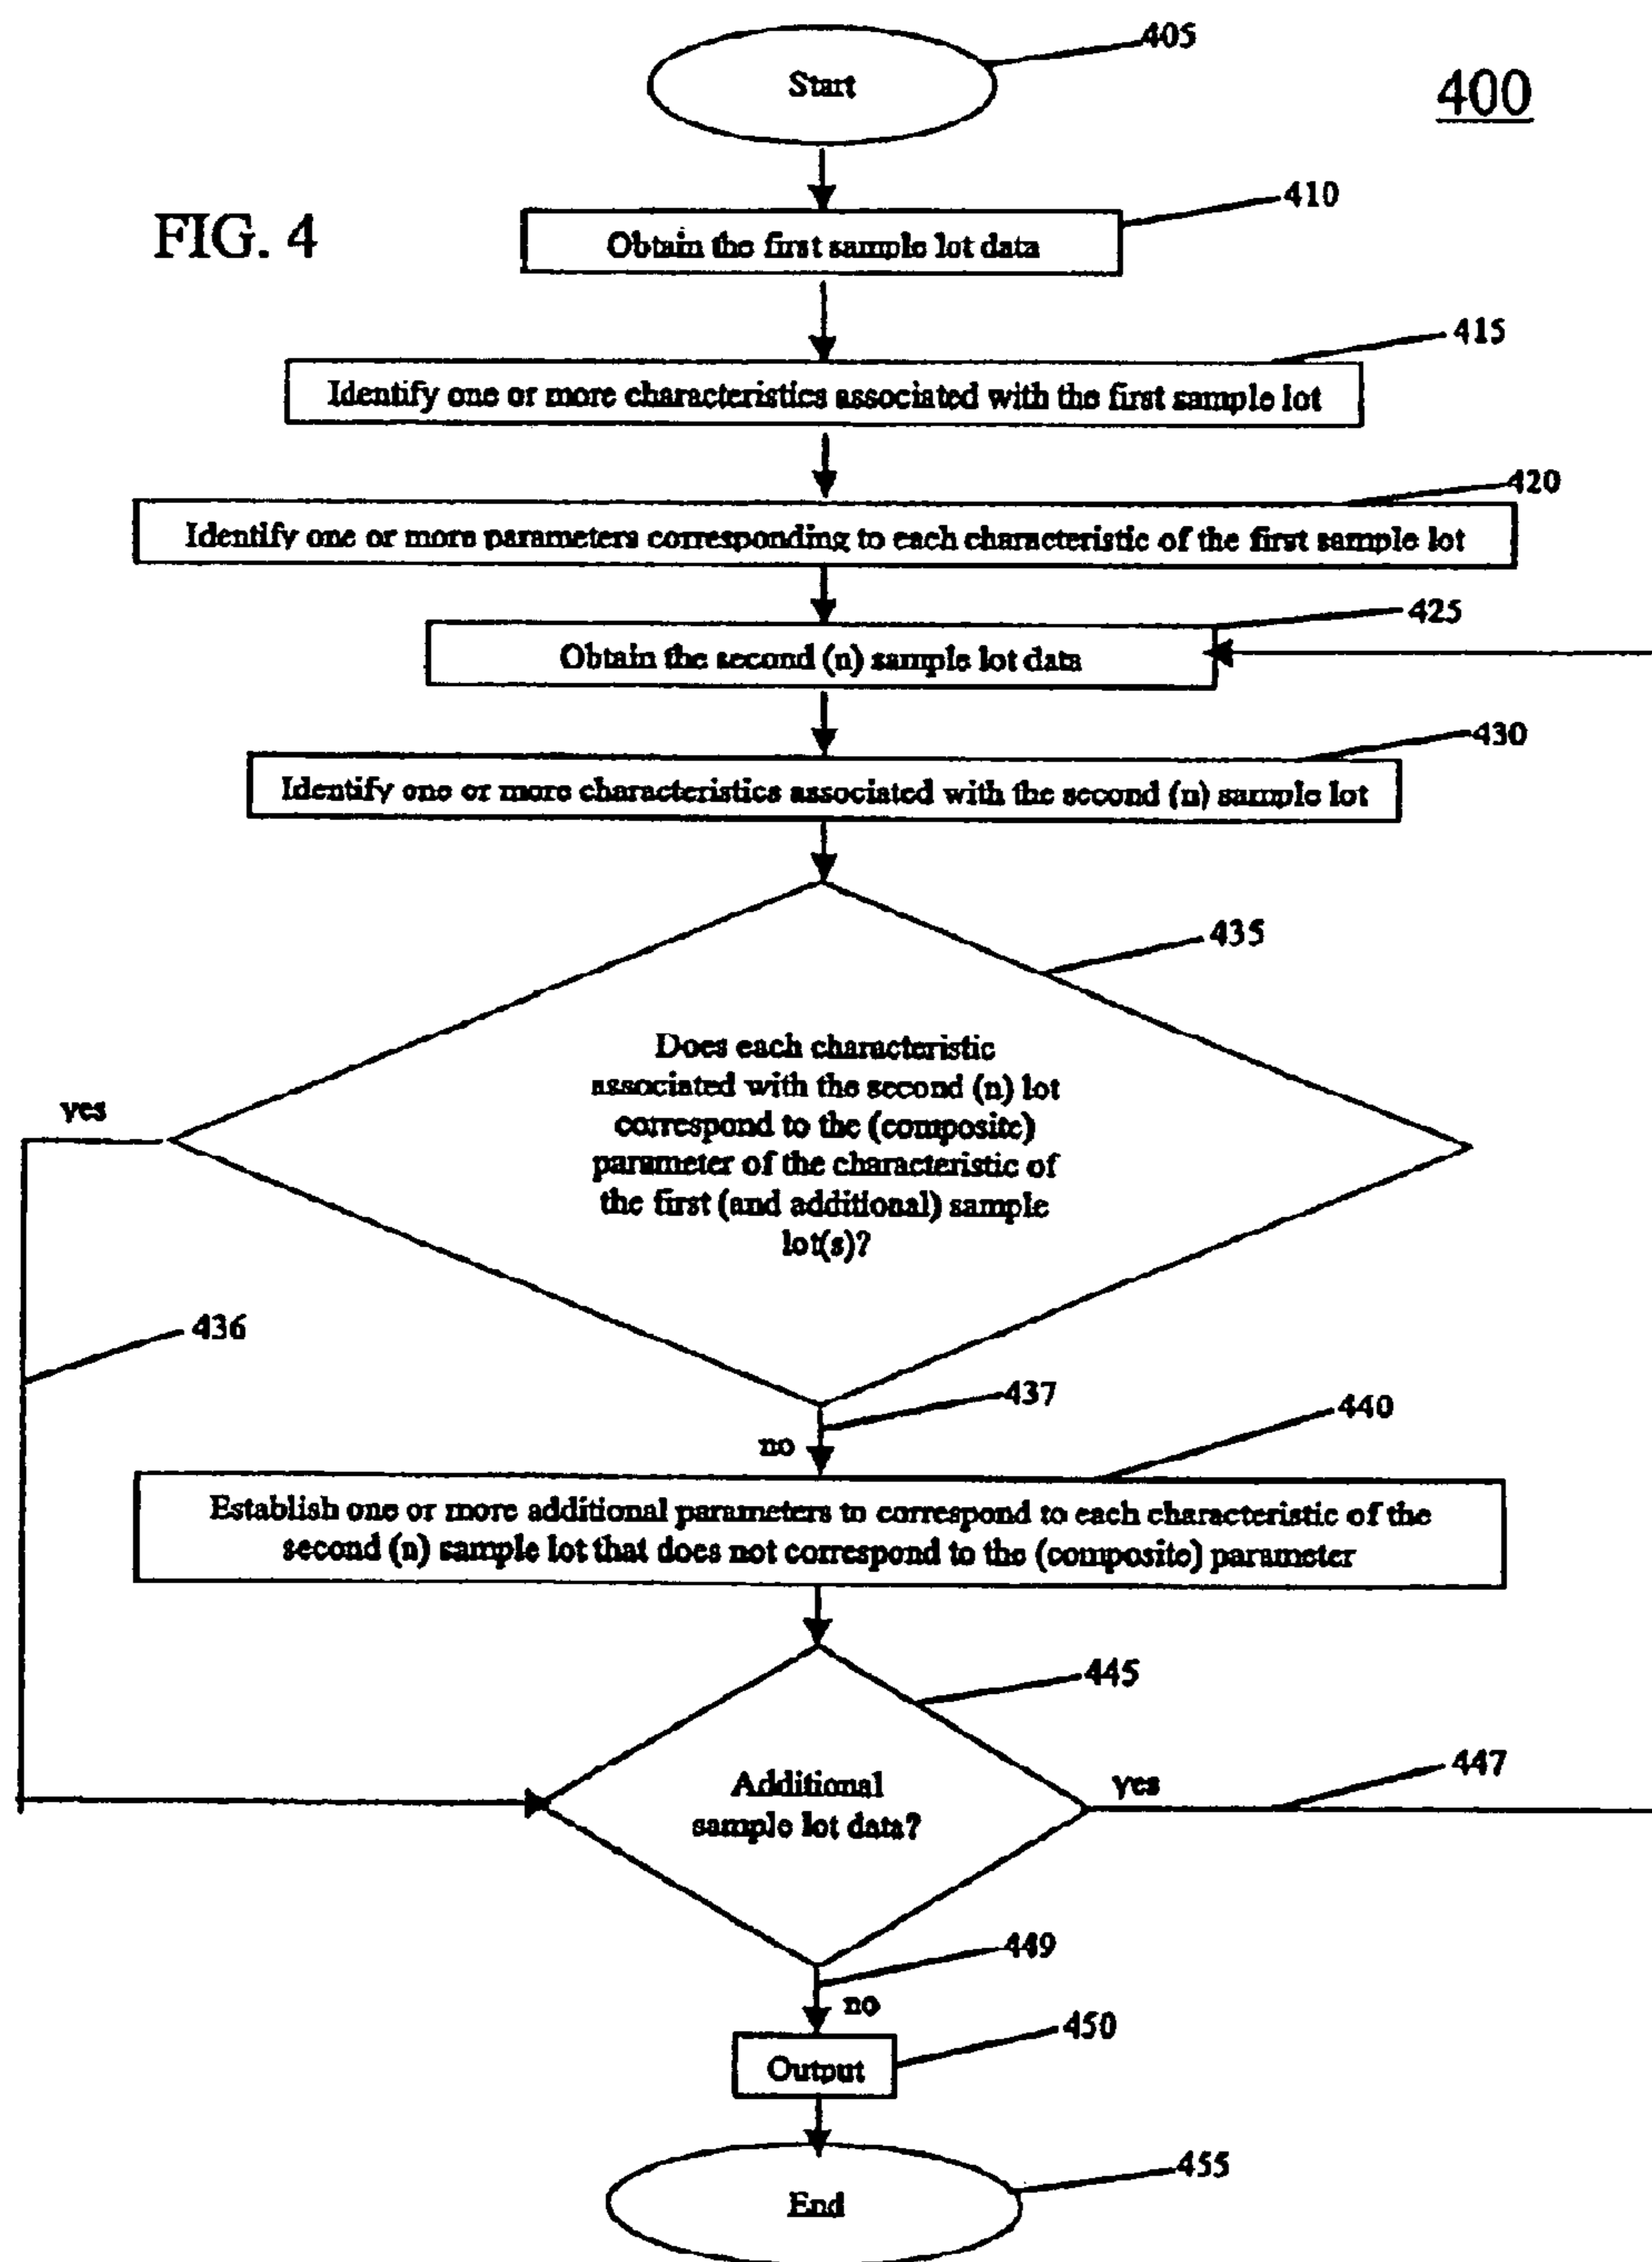 405
Start
400
410
FIG. 4
Obtain the first sample lot data
415
Identify one or more characteristics associated with the first sample lot
420
Identify one or more parameters corresponding to each characteristic of the first sample lot
425
Obtain the second (n) sample lot data
430
Identify one or more characteristics associated with the second (n) sample lot
435
Does each characteristic
associated with the second (n) lot
correspond to the (composite)
parameter of the characteristic of
the first (and additional) sample
lot(s)?
yes
436
437
no
440
Establish one or more additional parameters to correspond to each characteristic of the
second (n) sample lot that does not correspond to the (composite) parameter
445
Additional
sample lot data?
yes
447
449
no
450
Output
455
End